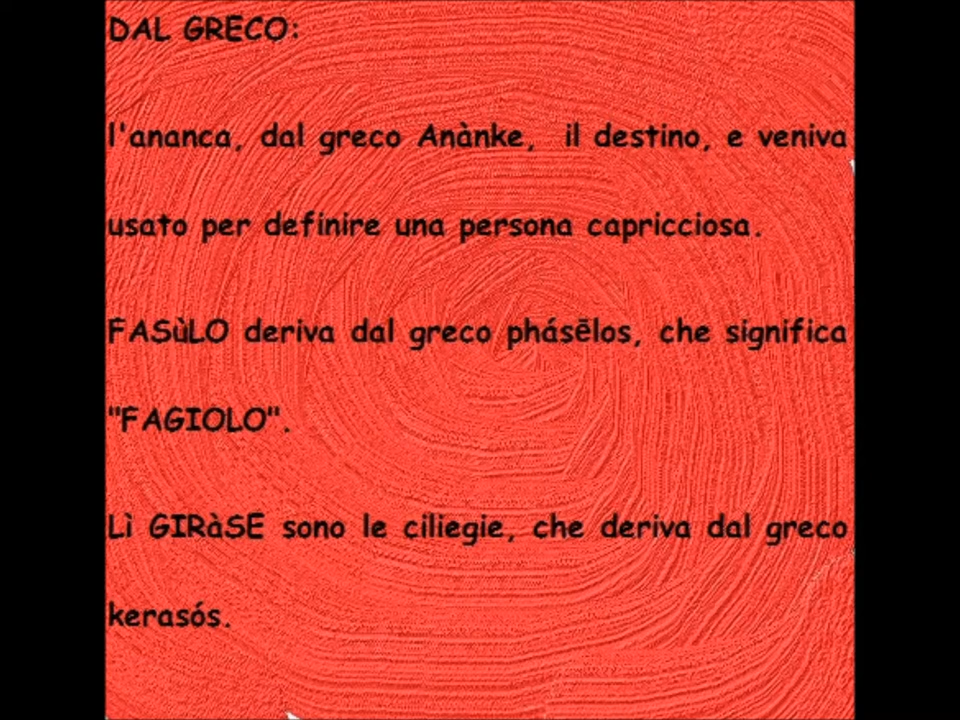 DAL GRECO:
l'ananca, dal greco Anànke, il destino, e veniva
usato per definire una persona capricciosa.
FASùLO deriva dal greco phásēlos, che significa
"FAGIOLO".
Lì GIRàSE sono le ciliegie, che deriva dal greco
kerasós.